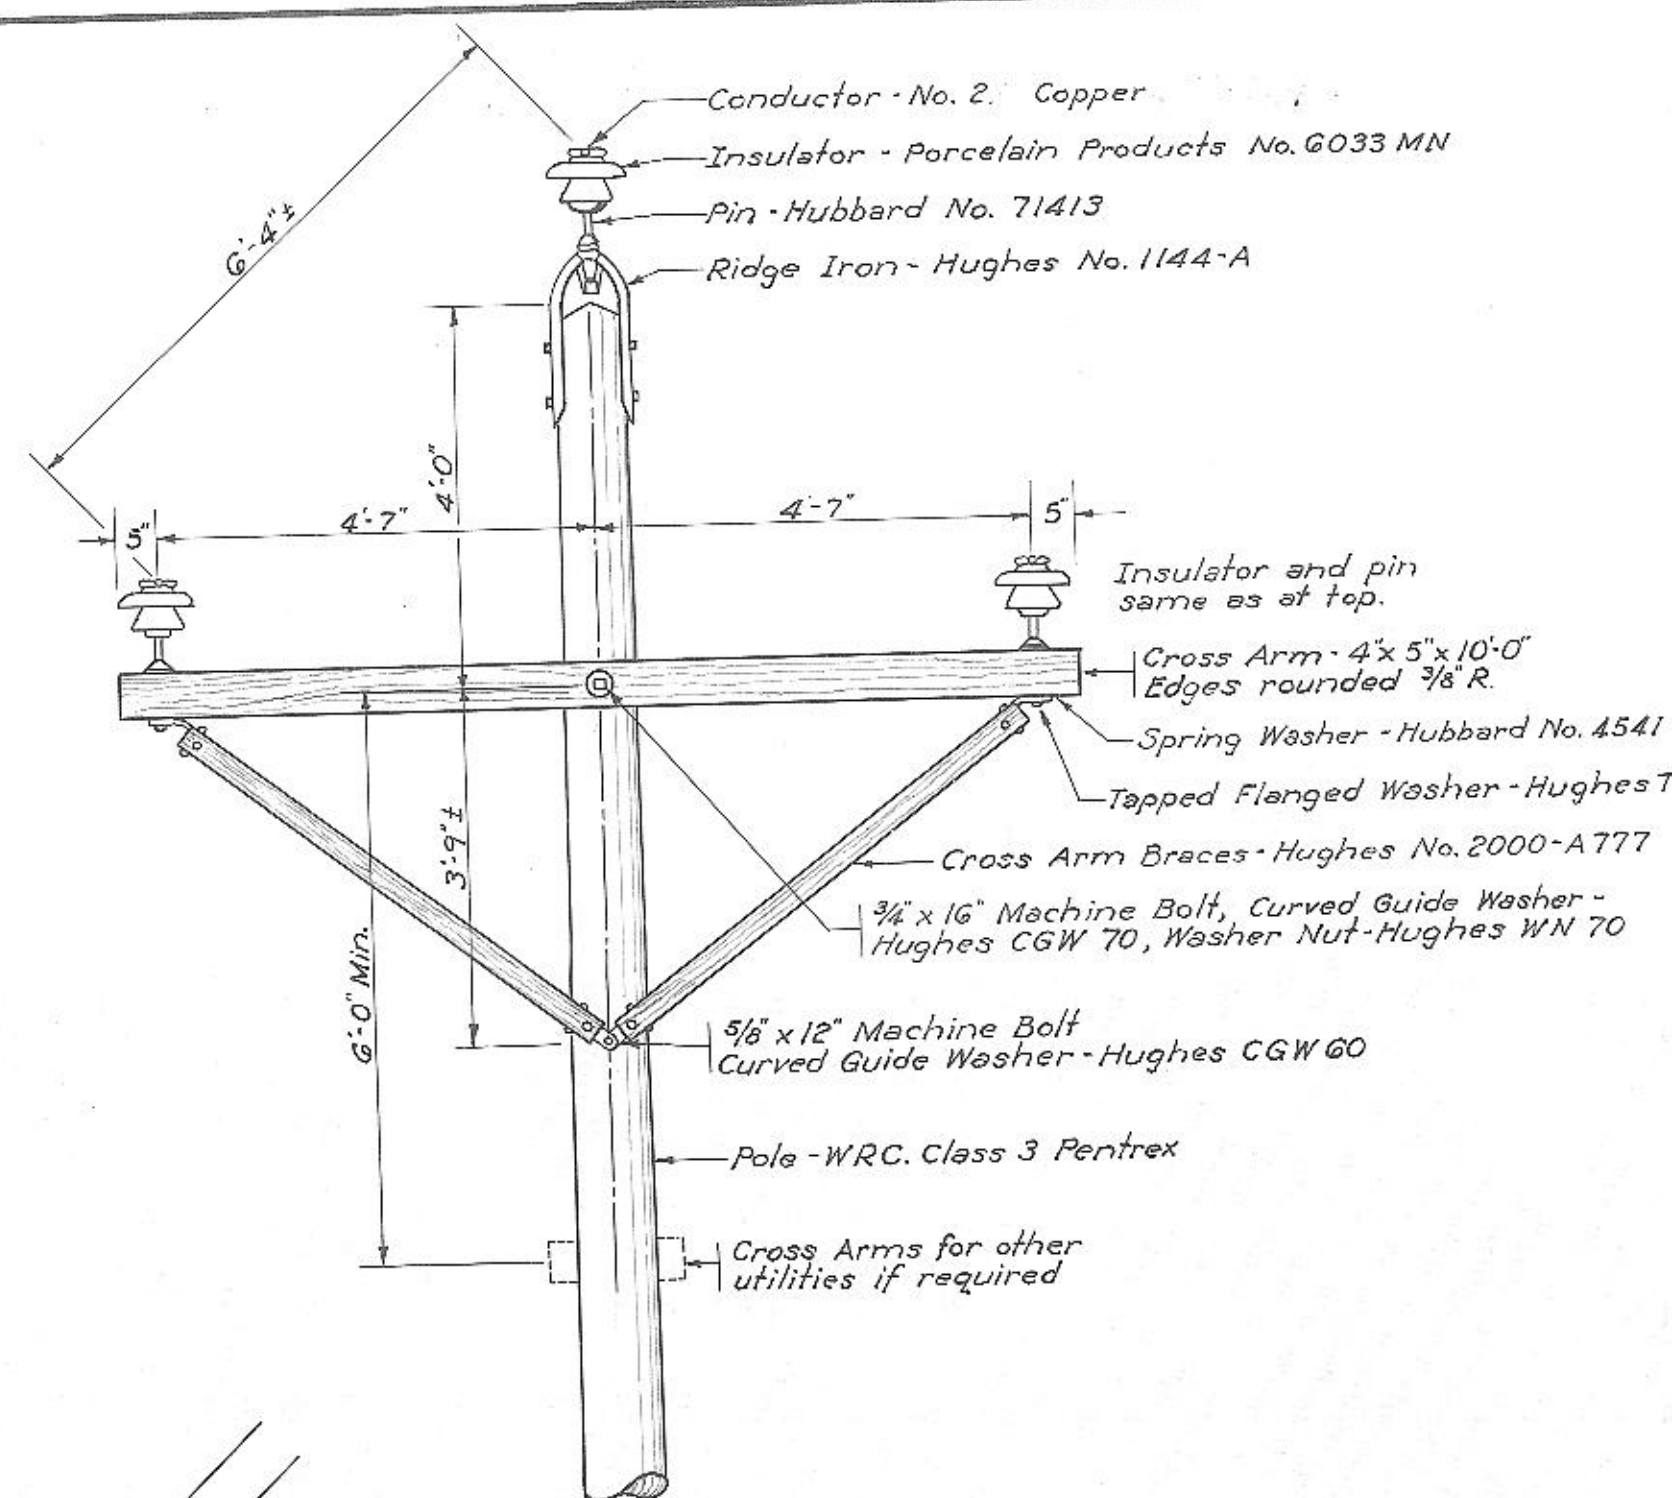 Conductor - No. 2. Copper
Insulator - Porcelain Products No. 6033 MN
Pin - Hubbard No. 71413
Ridge Iron - Hughes No. 1144-A
6'-4"±
4'-0"
5"
4'-7"
4'-7"
5"
Insulator and pin
same as at top.
Cross Arm - 4"x 5"x 10'-0"
Edges rounded 3/8" R.
Spring Washer - Hubbard No. 4541
Tapped Flanged Washer - Hughes
Cross Arm Braces - Hughes No. 2000-A777
3'-9"±
3/4" x 16" Machine Bolt, Curved Guide Washer -
Hughes CGW 70, Washer Nut - Hughes WN 70
6'-0" Min.
5/8" x 12" Machine Bolt
Curved Guide Washer - Hughes CGW 60
Pole - WRC. Class 3 Pentrex
Cross Arms for other
utilities if required